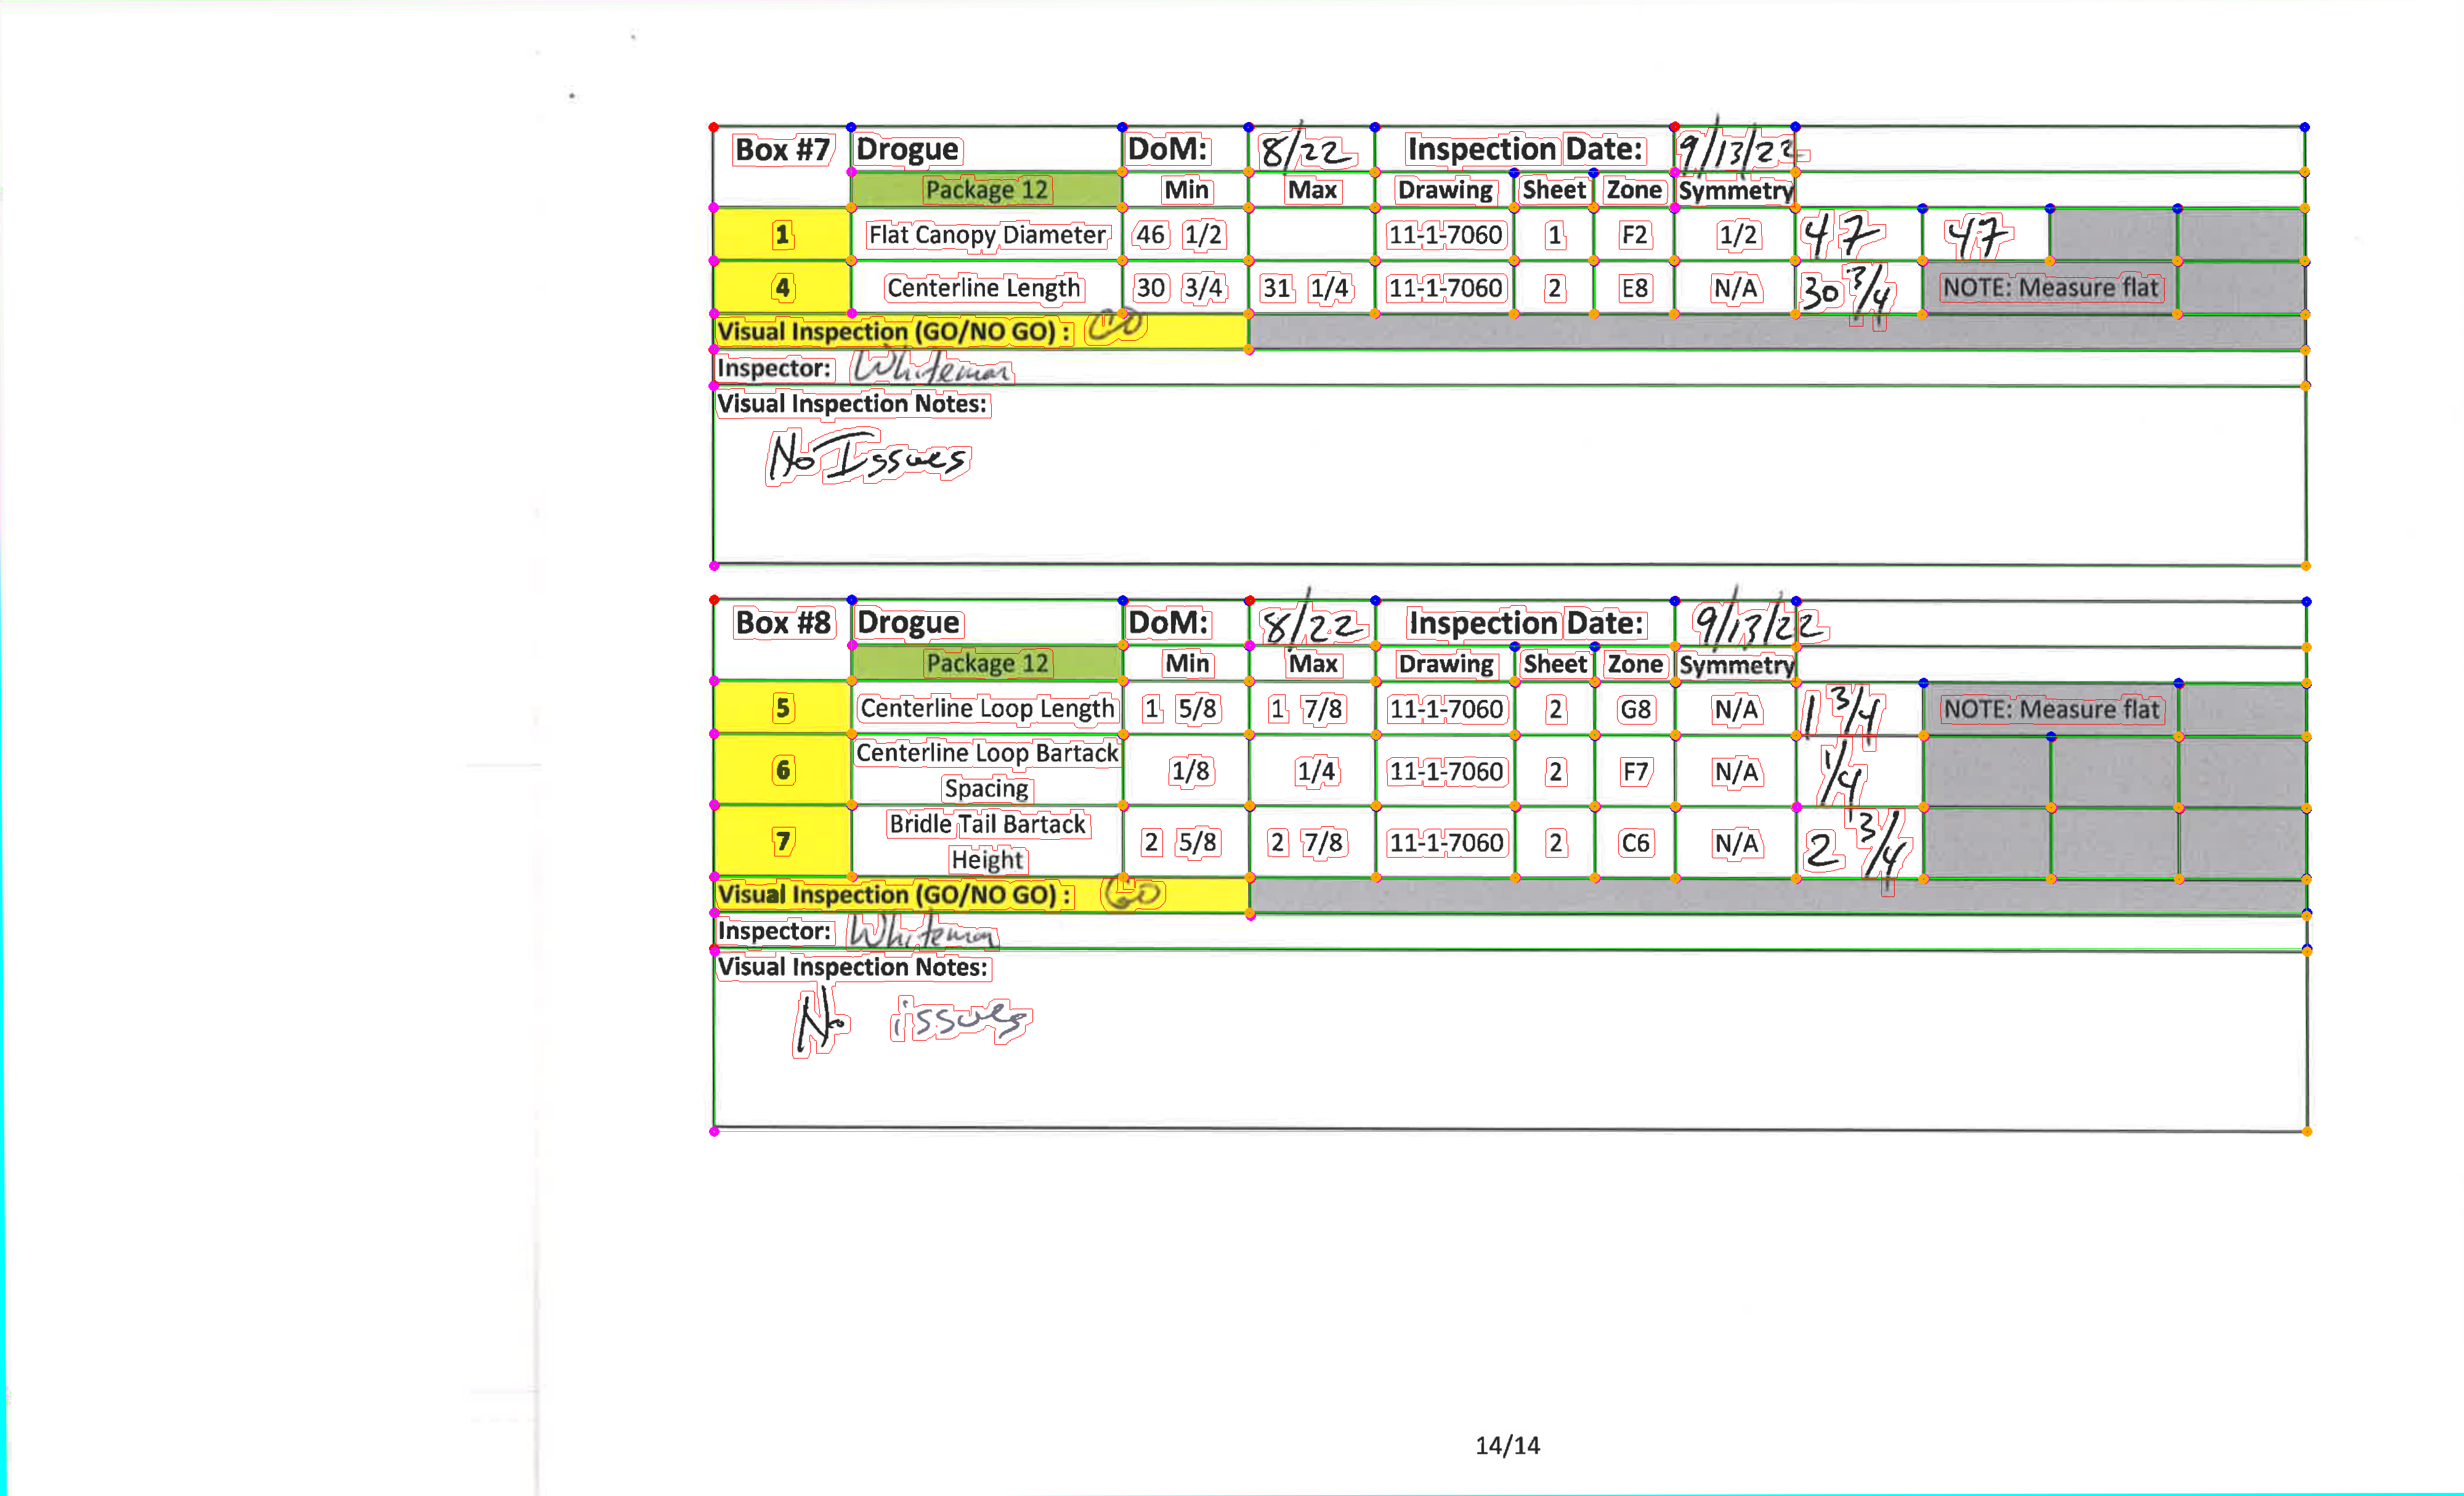 Box #7 Drogue DoM: 8/22 Inspection Date: 9/13/22
Package 12 Min Max Drawing Sheet Zone Symmetry
1 Flat Canopy Diameter 46 1/2 11-1-7060 1 F2 1/2 47 47
4 Centerline Length 30 3/4 31 1/4 11-1-7060 2 E8 N/A 30 3/4 NOTE: Measure flat
Visual Inspection (GO/NO GO) : GO
Inspector: Whiteman
Visual Inspection Notes:
No Issues
Box #8 Drogue DoM: 8/22 Inspection Date: 9/13/22
Package 12 Min Max Drawing Sheet Zone Symmetry
5 Centerline Loop Length 1 5/8 1 7/8 11-1-7060 2 G8 N/A 1 3/4 NOTE: Measure flat
6 Centerline Loop Bartack Spacing 1/8 1/4 11-1-7060 2 F7 N/A 1/4
7 Bridle Tail Bartack Height 2 5/8 2 7/8 11-1-7060 2 C6 N/A 2 3/4
Visual Inspection (GO/NO GO) : GO
Inspector: Whiteman
Visual Inspection Notes:
No issues
14/14